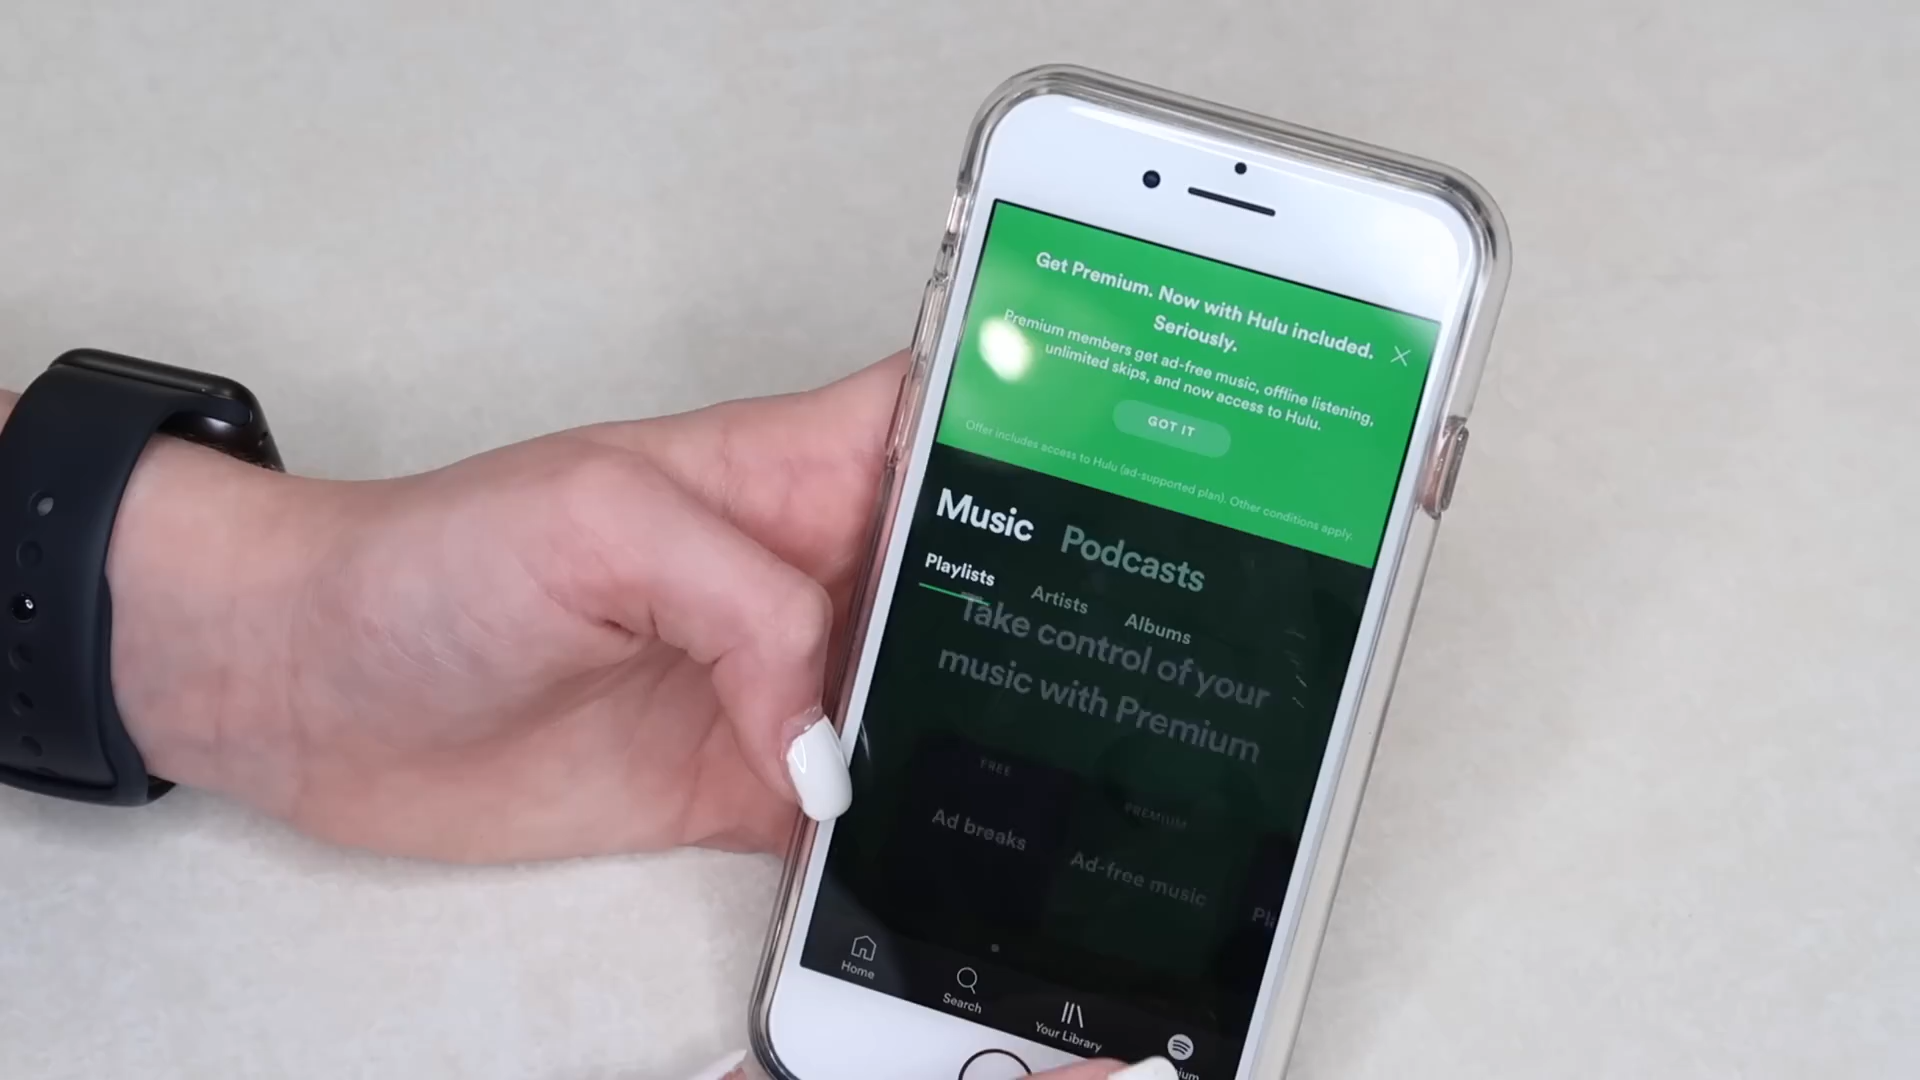 Get Premium. Now with Hulu included.
Seriously.
Premium members get ad-free music, offline listening,
unlimited skips, and now access to Hulu.
GOT IT
Offer includes access to Hulu (ad-supported plan). Other conditions apply.
Music Podcasts
Playlists Artists Albums
Take control of your
music with Premium
FREE
PREMIUM
Ad breaks
Ad-free music
Home
Search
Your Library